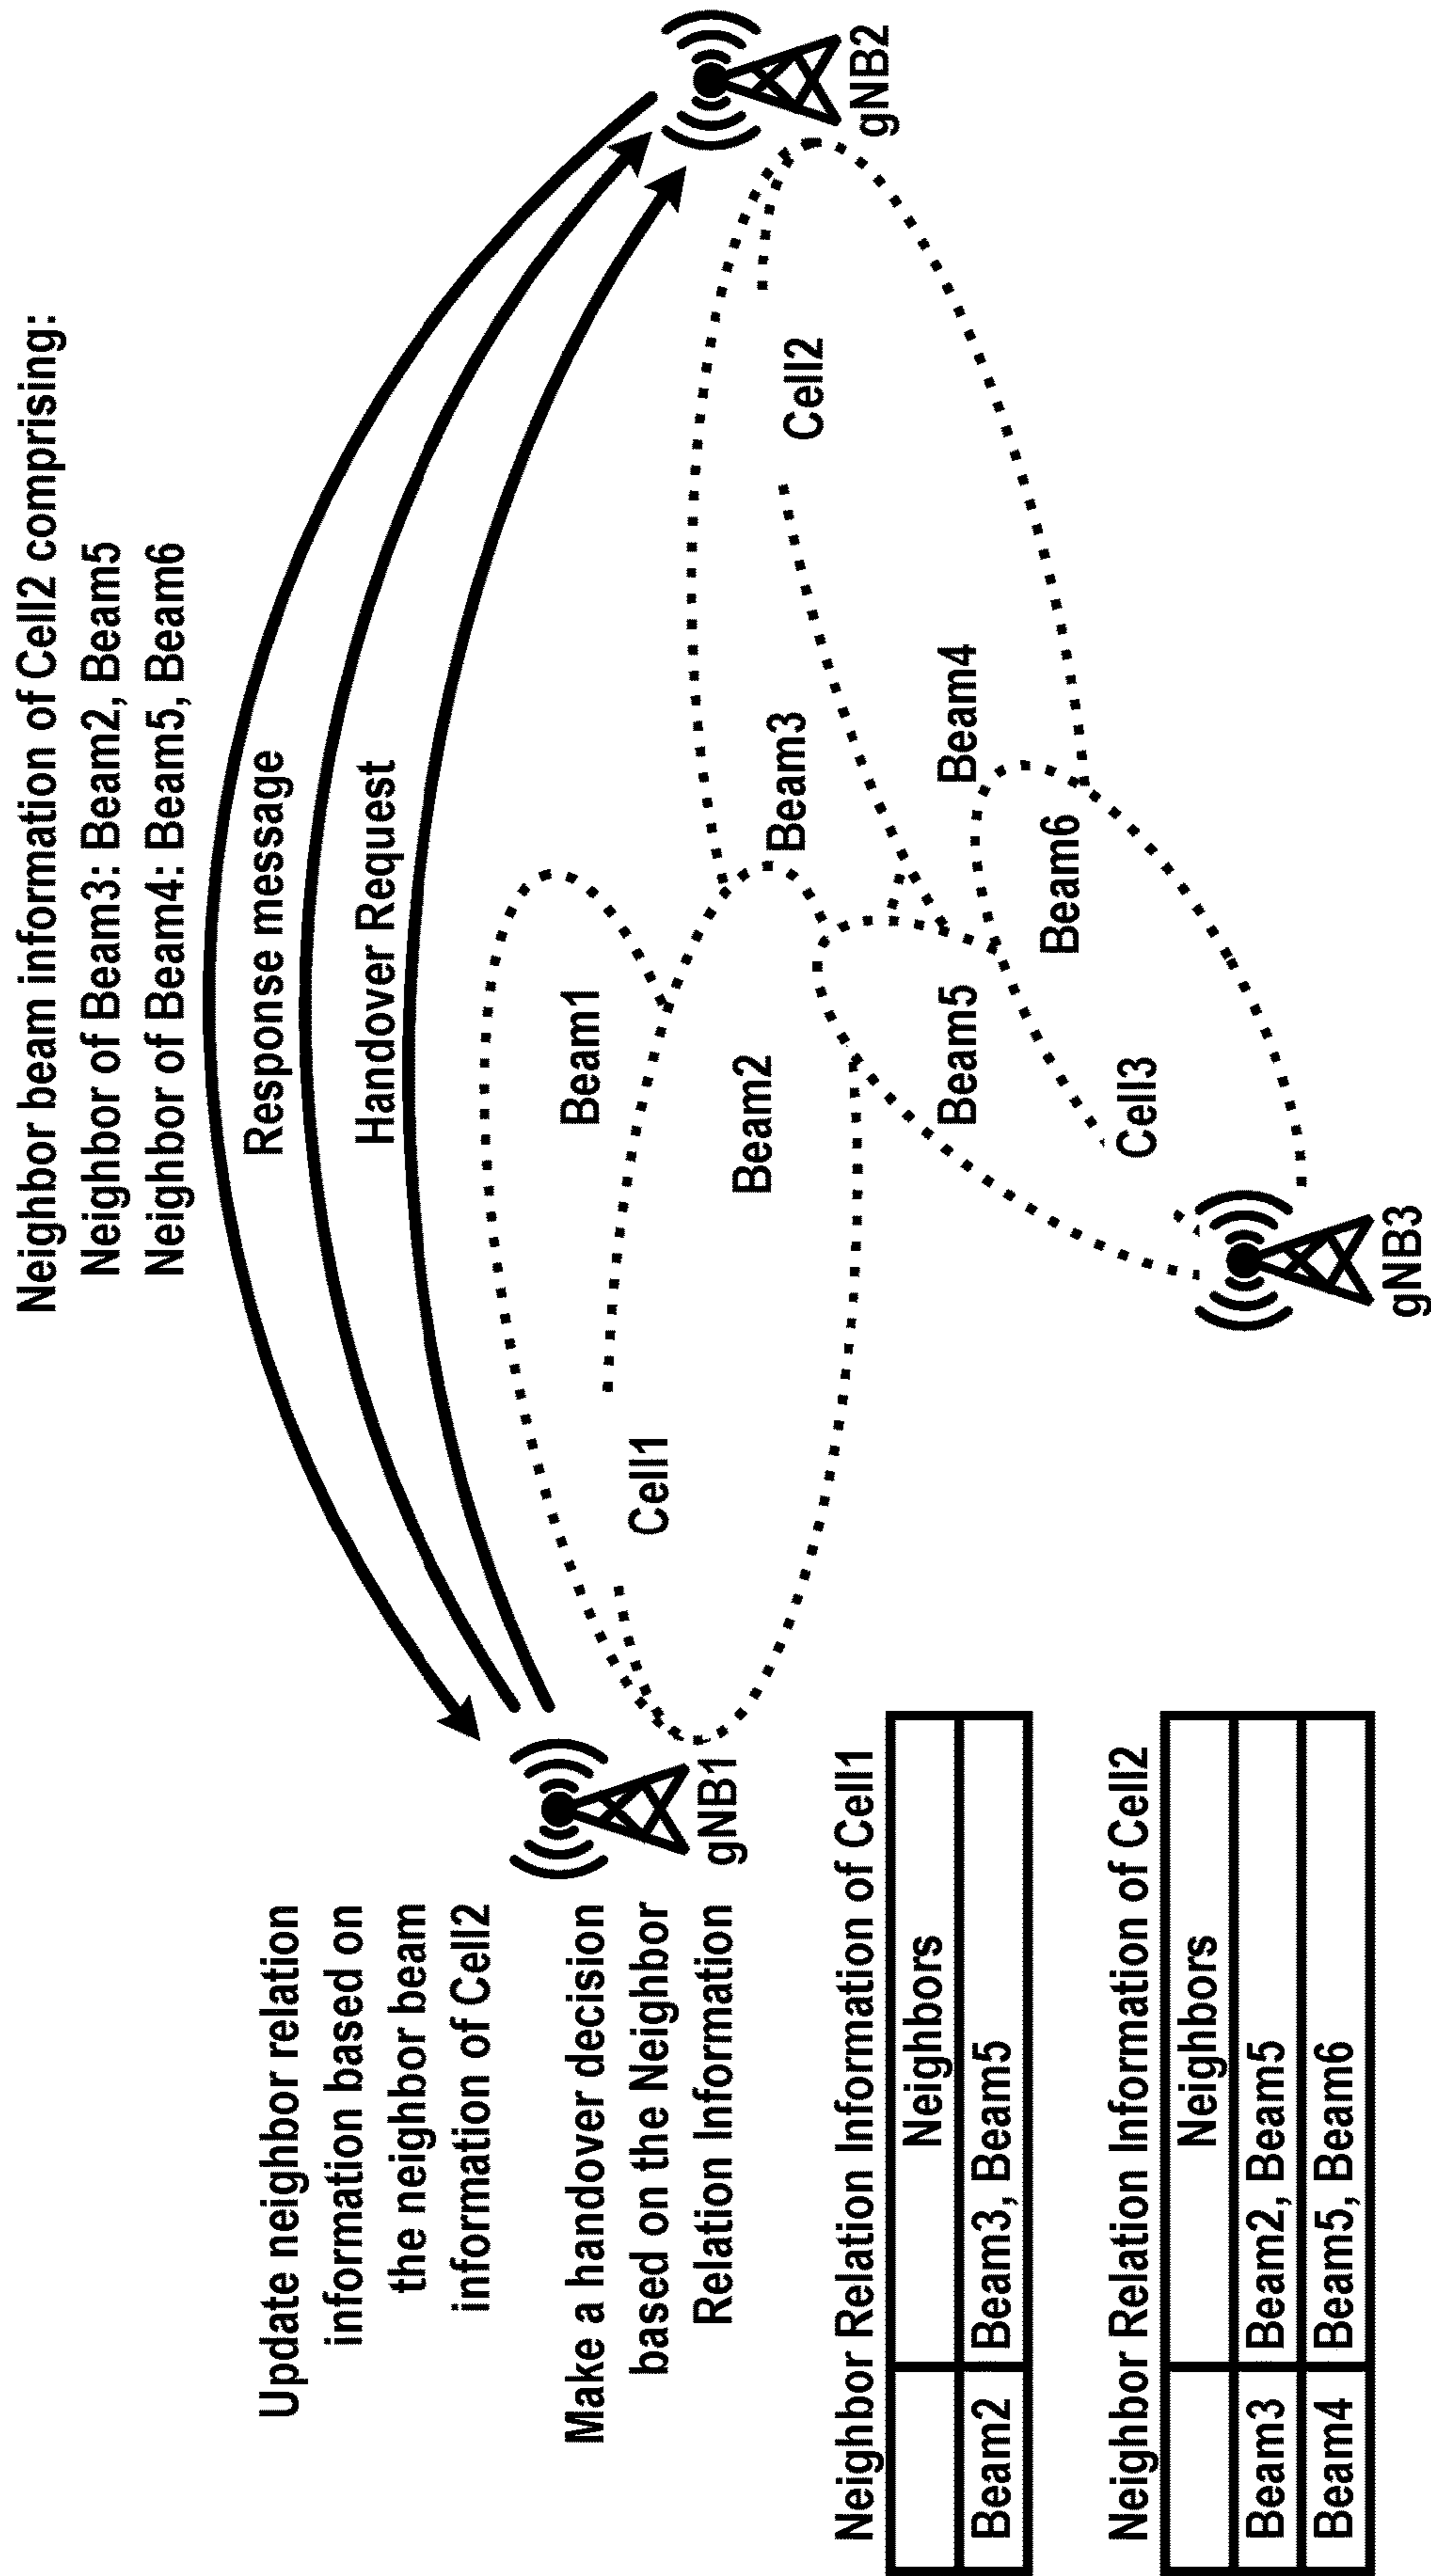 Neighbor beam information of Cell2 comprising:
Neighbor of Beam3: Beam2, Beam5
Neighbor of Beam4: Beam5, Beam6
Response message
Handover Request
Update neighbor relation
information based on
the neighbor beam
information of Cell2
Make a handover decision
based on the Neighbor
Relation Information
gNB1
gNB2
Cell1
Beam1
Beam2
Beam3
Cell2
Beam4
Beam5
Beam6
Cell3
gNB3
Neighbor Relation Information of Cell1
Neighbors
Beam2 Beam3, Beam5
Neighbor Relation Information of Cell2
Neighbors
Beam3 Beam2, Beam5
Beam4 Beam5, Beam6